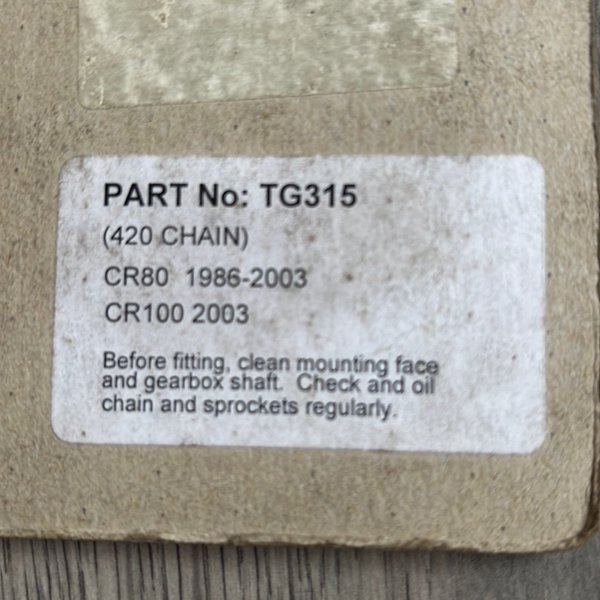 PART No: TG315
(420 CHAIN)
CR80 1986-2003
CR100 2003
Before fitting, clean mounting face
and gearbox shaft. Check and oil
chain and sprockets regularly.